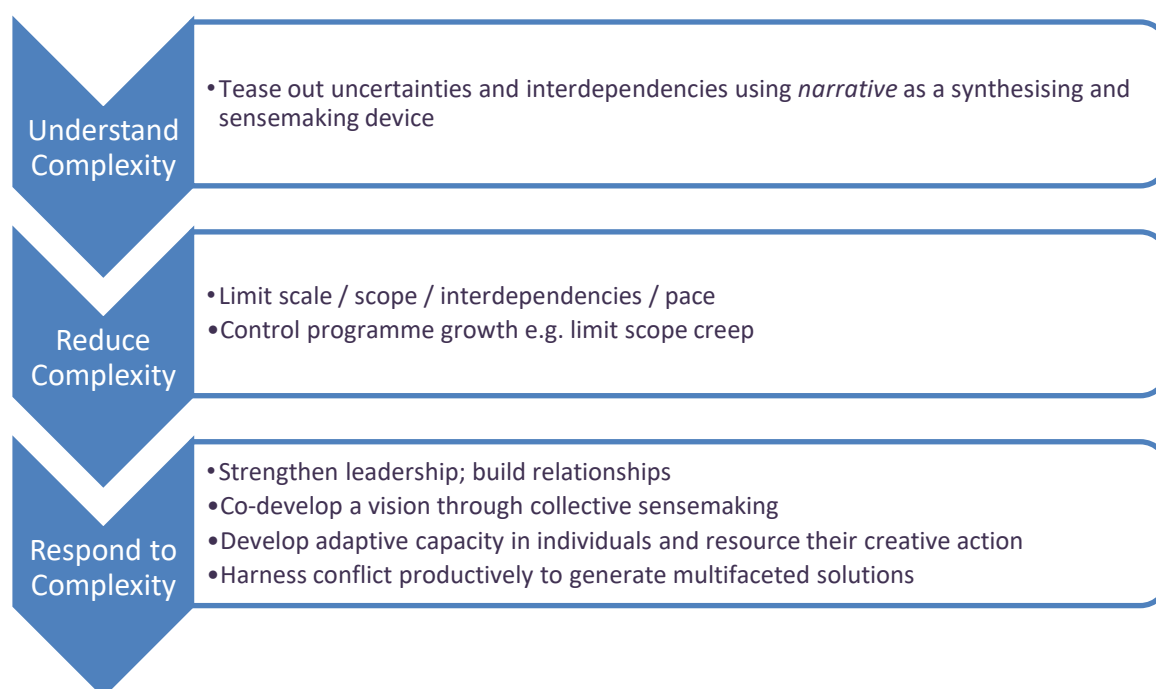 Understand
Complexity
•Tease out uncertainties and interdependencies using narrative as a synthesising and
sensemaking device
Reduce
Complexity
•Limit scale / scope / interdependencies / pace
•Control programme growth e.g. limit scope creep
Respond to
Complexity
•Strengthen leadership; build relationships
•Co-develop a vision through collective sensemaking
•Develop adaptive capacity in individuals and resource their creative action
•Harness conflict productively to generate multifaceted solutions